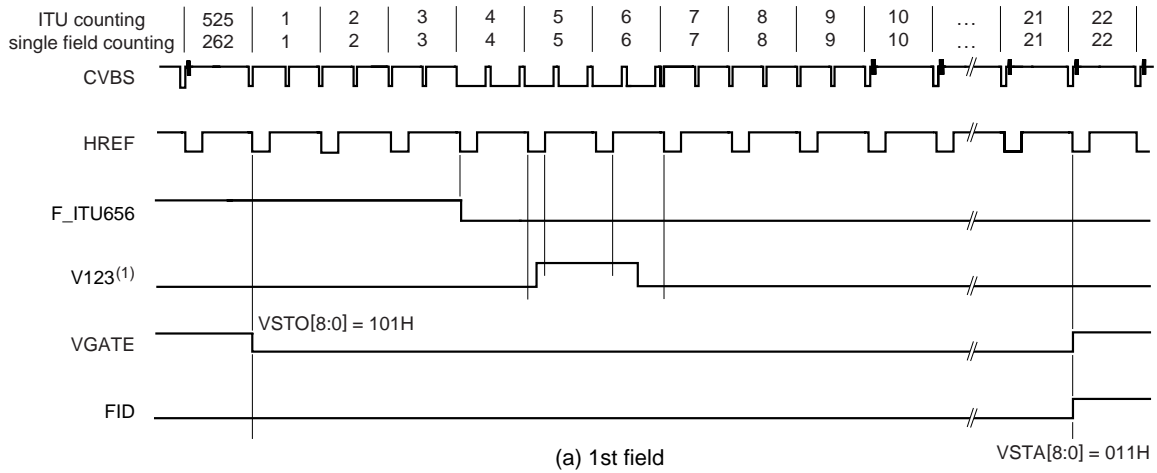 ITU counting 525 1 2 3 4 5 6 7 8 9 10 ... 21 22
single field counting 262 1 2 3 4 5 6 7 8 9 10 ... 21 22
CVBS
HREF
F_ITU656
V123(1)
VSTO[8:0] = 101H
VGATE
FID
VSTA[8:0] = 011H
(a) 1st field